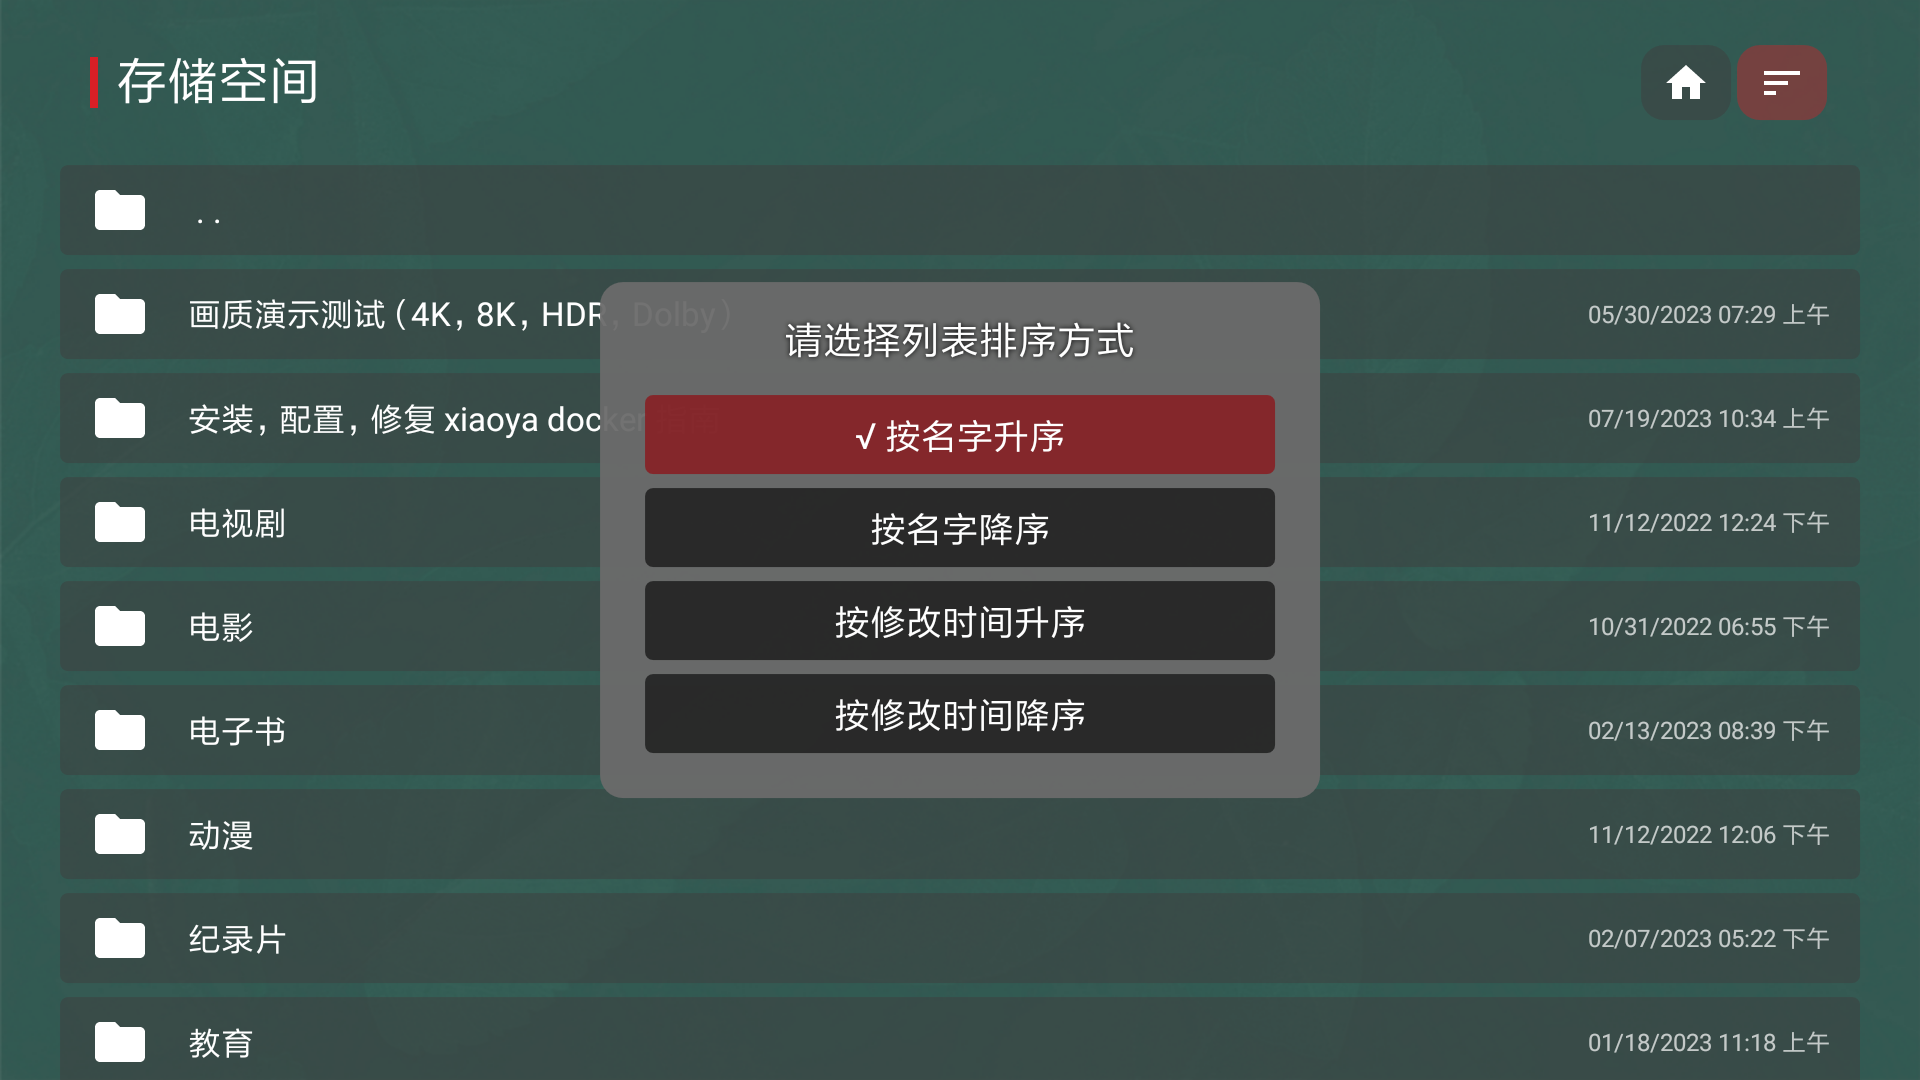 存储空间
. .
画质演示测试（4K，8K，HDR，Dolby）
05/30/2023 07:29 上午
请选择列表排序方式
安装，配置，修复 xiaoya docker
07/19/2023 10:34 上午
√ 按名字升序
电视剧
11/12/2022 12:24 下午
按名字降序
电影
10/31/2022 06:55 下午
按修改时间升序
电子书
02/13/2023 08:39 下午
按修改时间降序
动漫
11/12/2022 12:06 下午
纪录片
02/07/2023 05:22 下午
教育
01/18/2023 11:18 上午